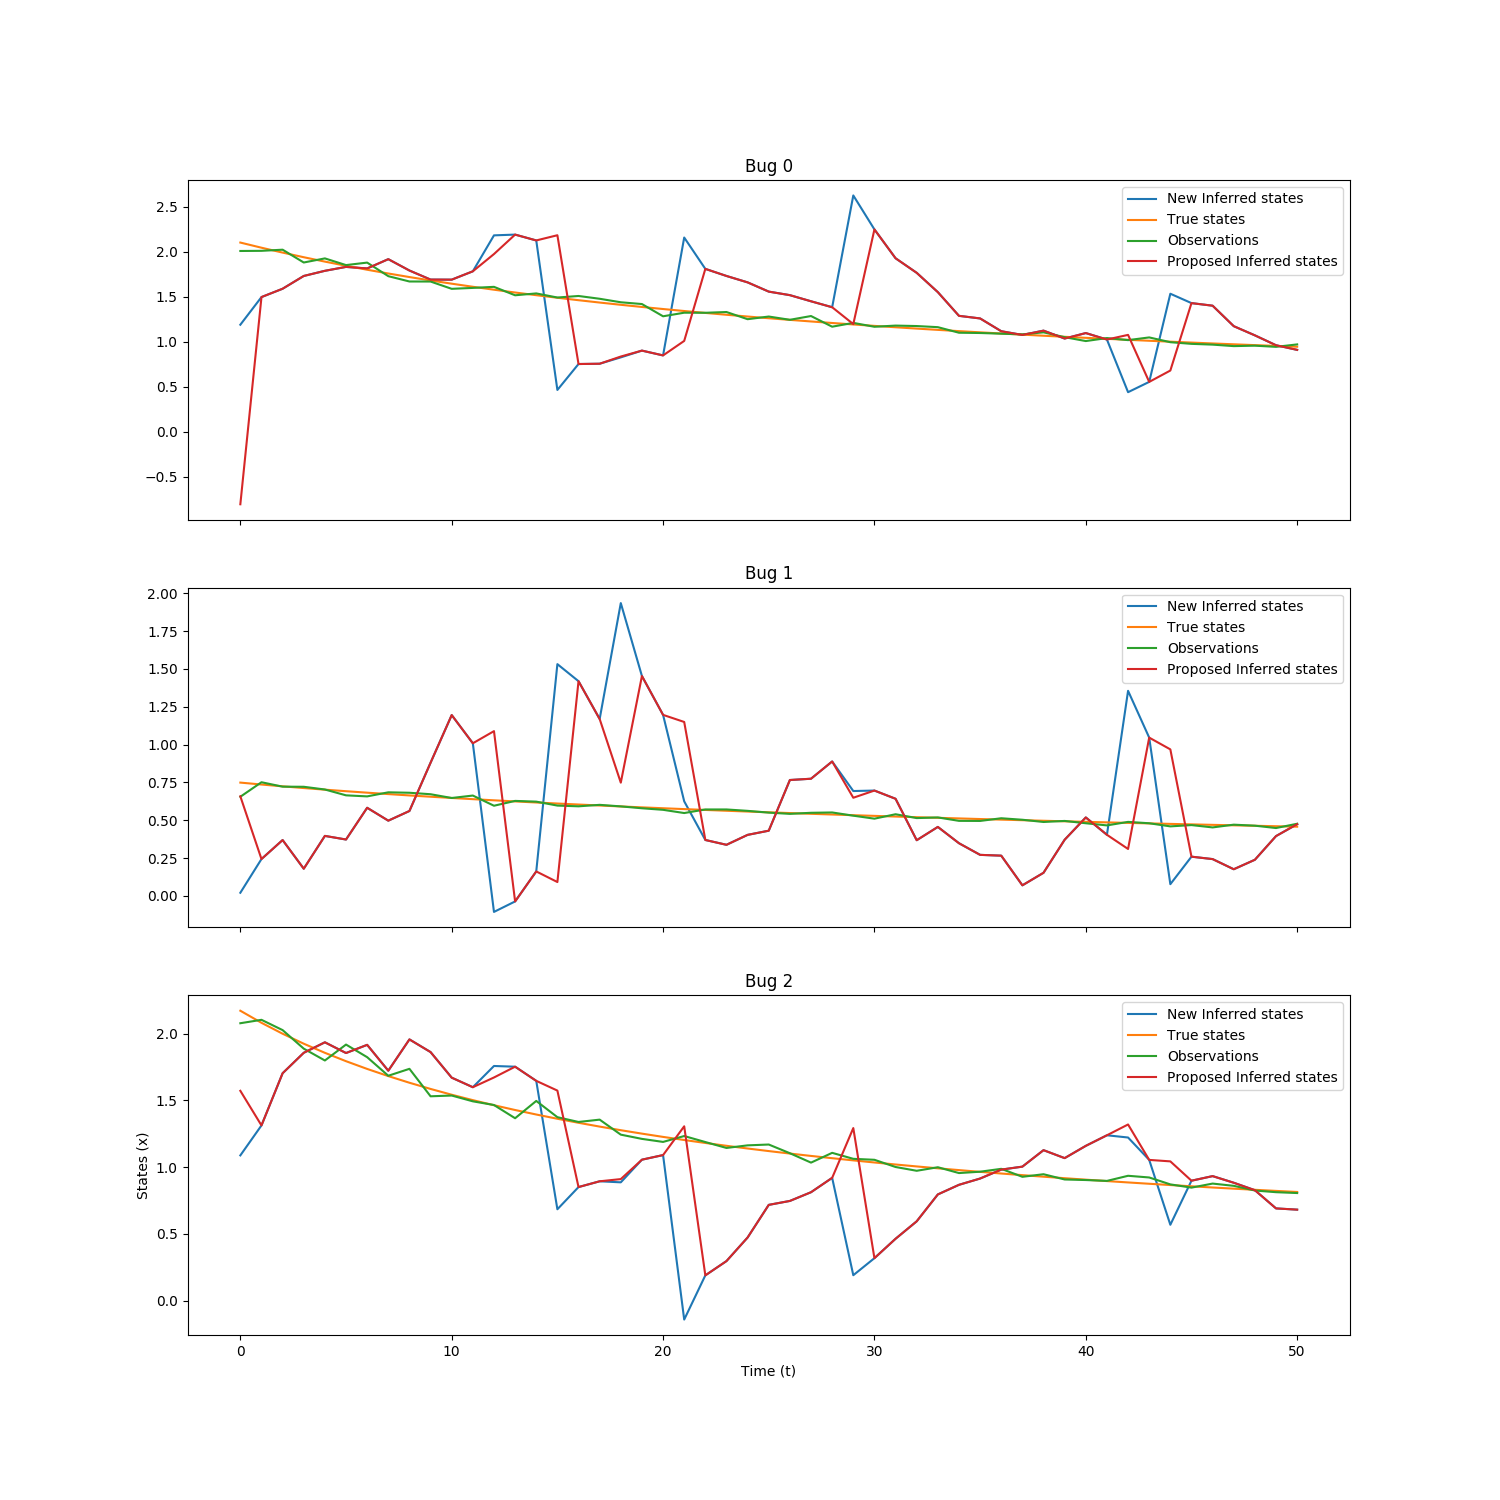 Bug 0
2.5
2.0
1.5
1.0
0.5
0.0
−0.5
New Inferred states
True states
Observations
Proposed Inferred states
Bug 1
2.00
1.75
1.50
1.25
1.00
0.75
0.50
0.25
0.00
New Inferred states
True states
Observations
Proposed Inferred states
Bug 2
2.0
1.5
1.0
0.5
0.0
States (x)
New Inferred states
True states
Observations
Proposed Inferred states
0 10 20 30 40 50
Time (t)